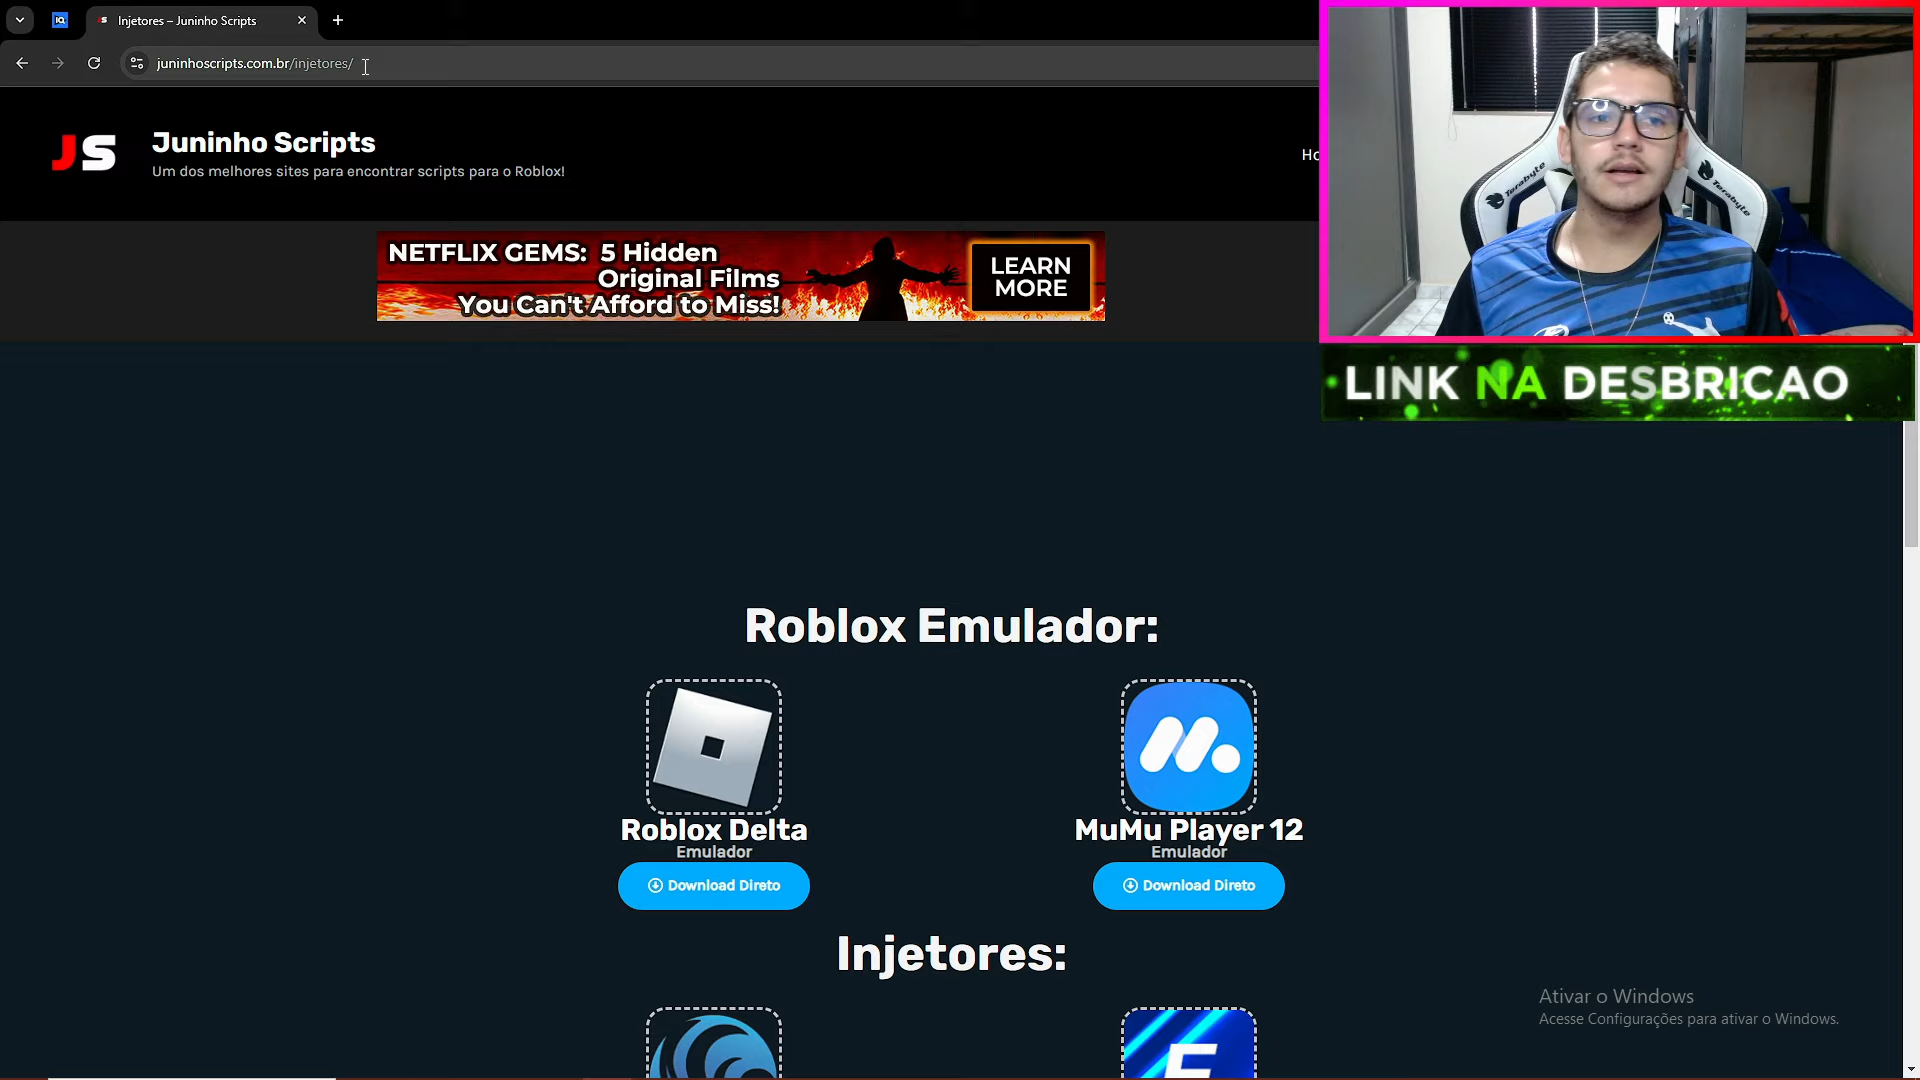 Injetores – Juninho Scripts
juninhoscripts.com.br/injetores/
JS
Juninho Scripts
Um dos melhores sites para encontrar scripts para o Roblox!
Ho
NETFLIX GEMS: 5 Hidden
Original Films
You Can't Afford to Miss!
LEARN
MORE
Terabyte
Terabyte
LINK NA DESBRICAO
Roblox Emulador:
Roblox Delta
Emulador
Download Direto
MuMu Player 12
Emulador
Download Direto
Injetores:
Ativar o Windows
Acesse Configurações para ativar o Windows.